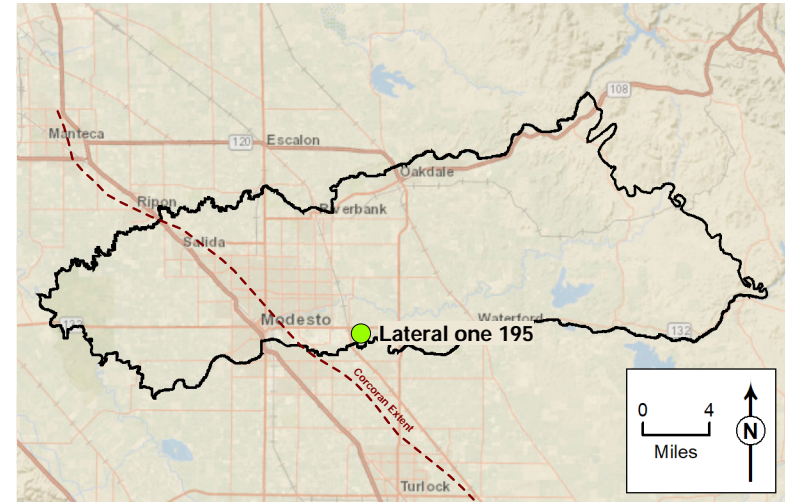 108
Manteca
120
Escalon
Oakdale
Ripon
Riverbank
Salida
132
Modesto
Waterford
Lateral one 195
132
Corcoran Extent
0 4
Miles
N
Turlock